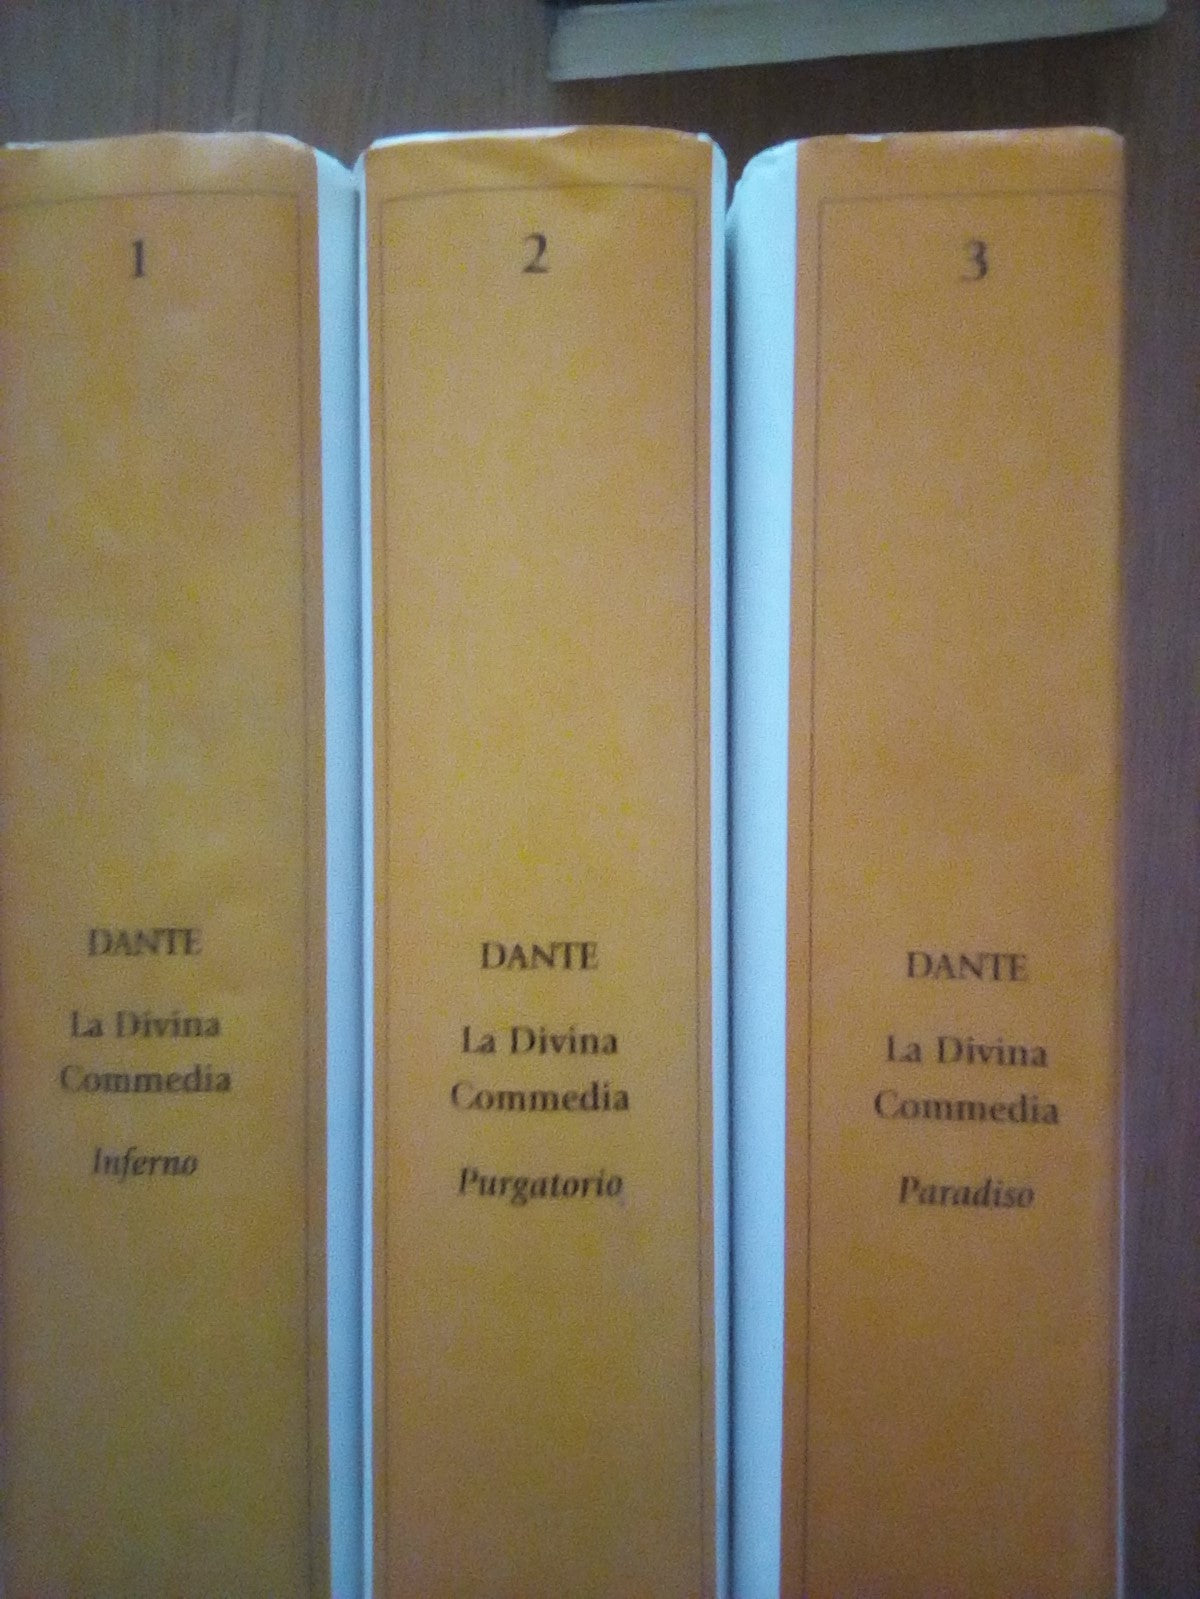 1
DANTE
La Divina
Commedia
Inferno
2
DANTE
La Divina
Commedia
Purgatorio
3
DANTE
La Divina
Commedia
Paradiso